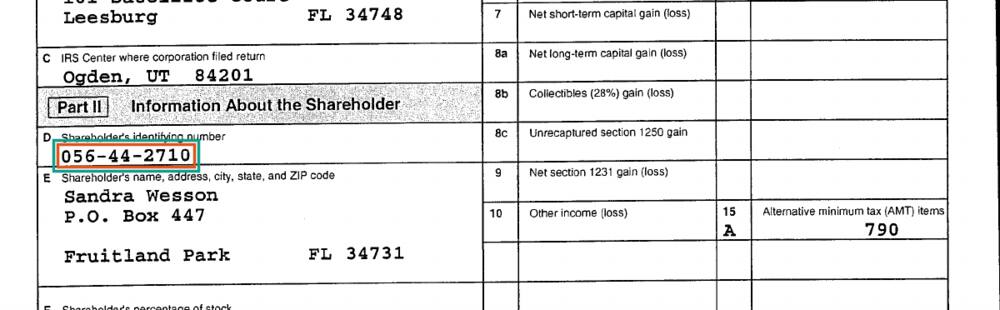 Leesburg FL 34748
C IRS Center where corporation filed return
Ogden, UT 84201
Part II Information About the Shareholder
D Shareholder's identifying number
056-44-2710
E Shareholder's name, address, city, state, and ZIP code
Sandra Wesson
P.O. Box 447
Fruitland Park FL 34731
F Shareholder's percentage of stock
7 Net short-term capital gain (loss)
8a Net long-term capital gain (loss)
8b Collectibles (28%) gain (loss)
8c Unrecaptured section 1250 gain
9 Net section 1231 gain (loss)
10 Other income (loss)
15 Alternative minimum tax (AMT) items
A 790